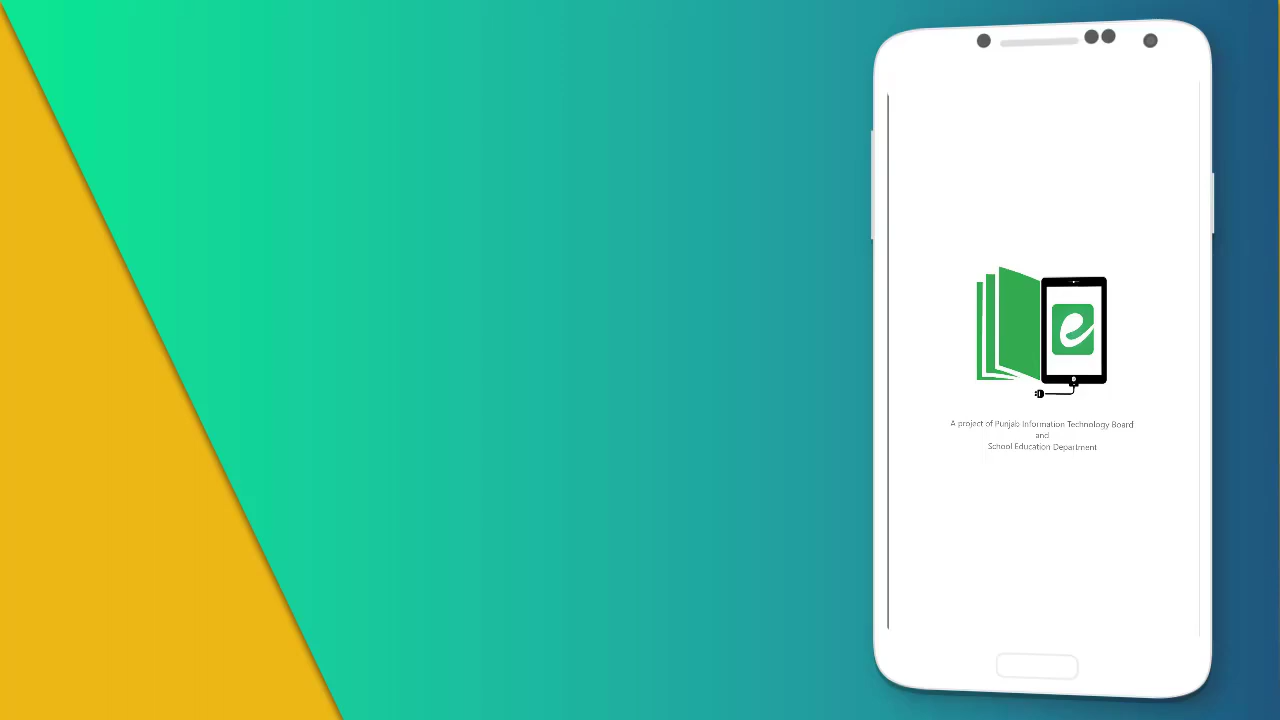 e
A project of Punjab Information Technology Board
and
School Education Department